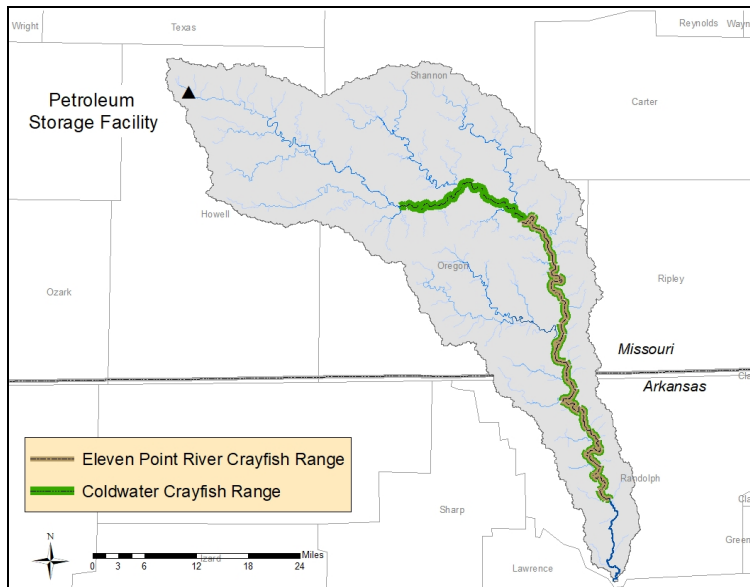 Wright
Texas
Reynolds
Shannon
Carter
Petroleum
Storage Facility
Howell
Oregon
Ripley
Ozark
Missouri
Arkansas
Eleven Point River Crayfish Range
Coldwater Crayfish Range
Randolph
Sharp
N
Miles
0 3 6 12 18 24
Izard
Lawrence